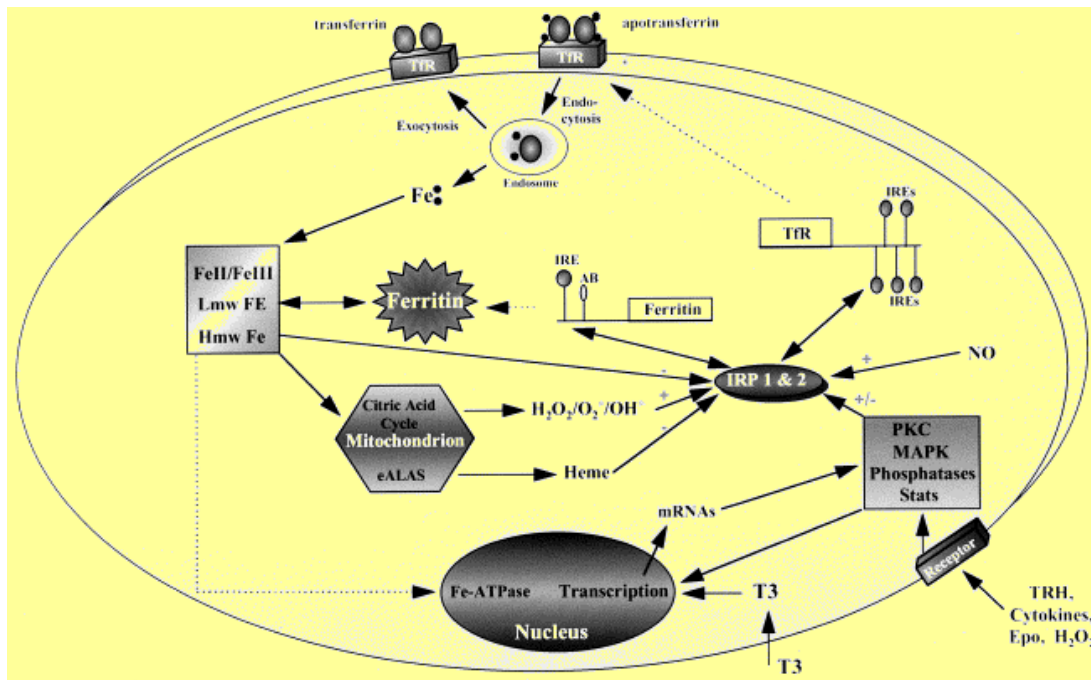 transferrin
apotransferrin
TfR
TfR
Exocytosis
Endo-
cytosis
Endosome
Fe
IREs
TfR
IREs
FeII/FeIII
Lmw FE
Hmw Fe
Ferritin
IRE
AB
Ferritin
IRP 1 & 2
NO
+
-
+
-
+/-
Citric Acid
Cycle
Mitochondrion
eALAS
H₂O₂/O₂⁻/OH⁻
Heme
PKC
MAPK
Phosphatases
Stats
mRNAs
Fe-ATPase
Transcription
Nucleus
T3
T3
Receptor
TRH,
Cytokines,
Epo, H₂O₂